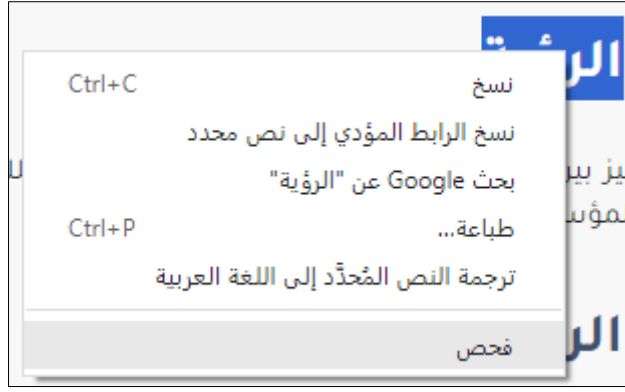 الرؤية
نسخ Ctrl+C
نسخ الرابط المؤدي إلى نص محدد
بحث Google عن "الرؤية"
طباعة... Ctrl+P
ترجمة النص المُحدَّد إلى اللغة العربية
فحص